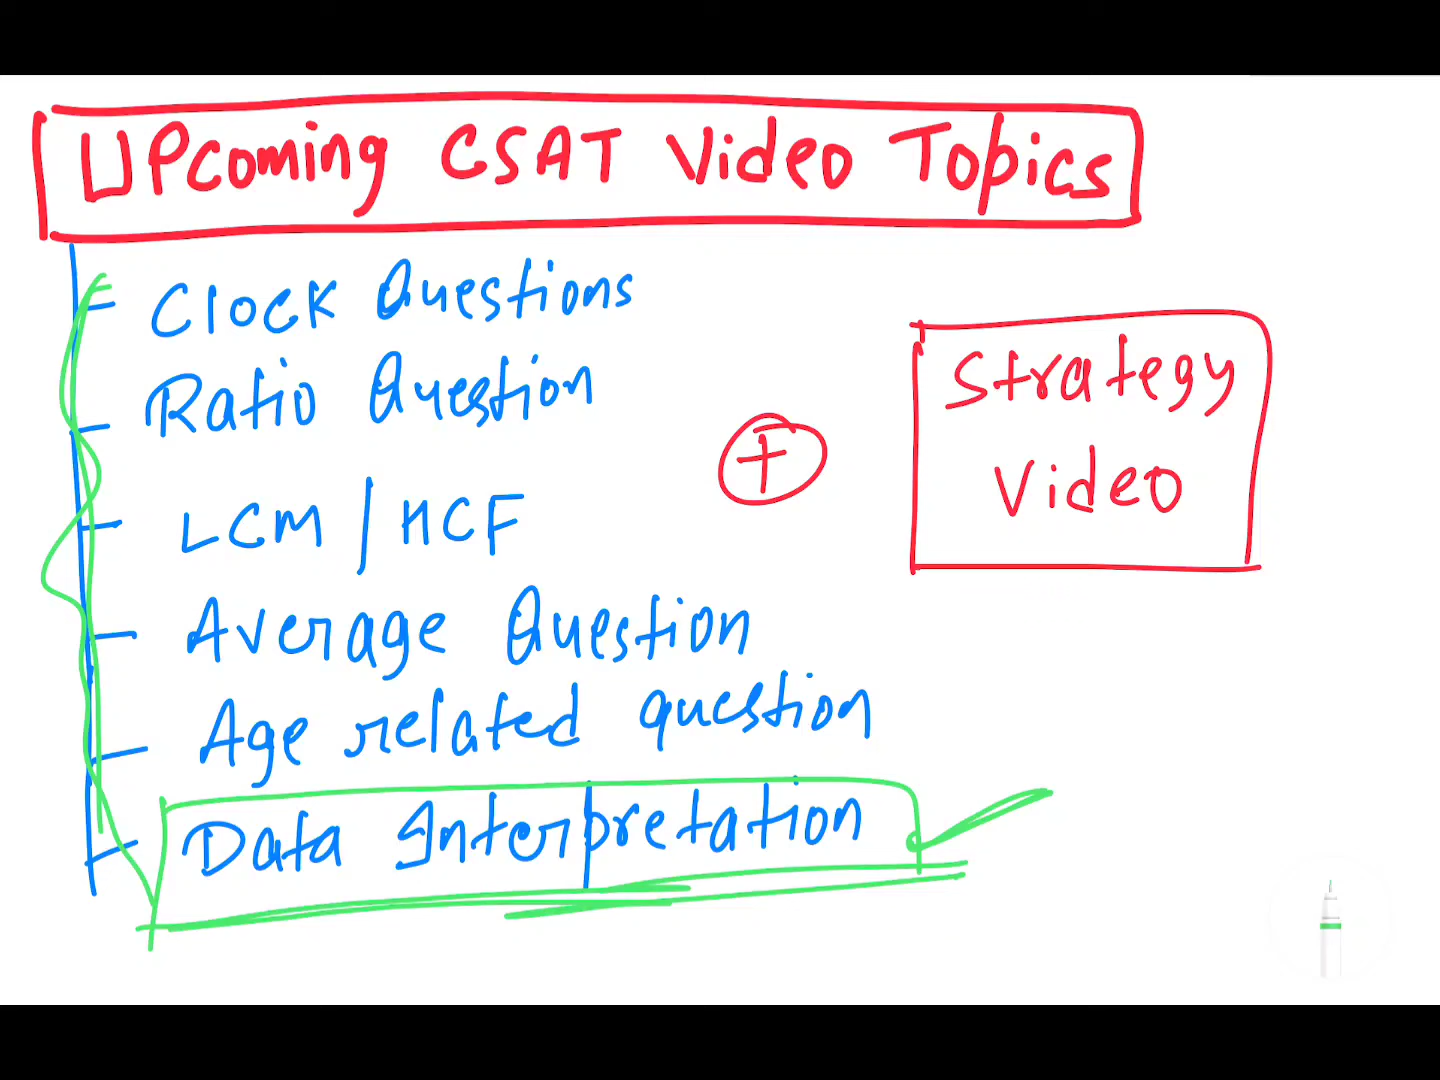 Upcoming CSAT Video Topics
Clock Questions
Ratio Question
LCM / HCF
Average Question
Age related question
Data Interpretation
+
Strategy
Video